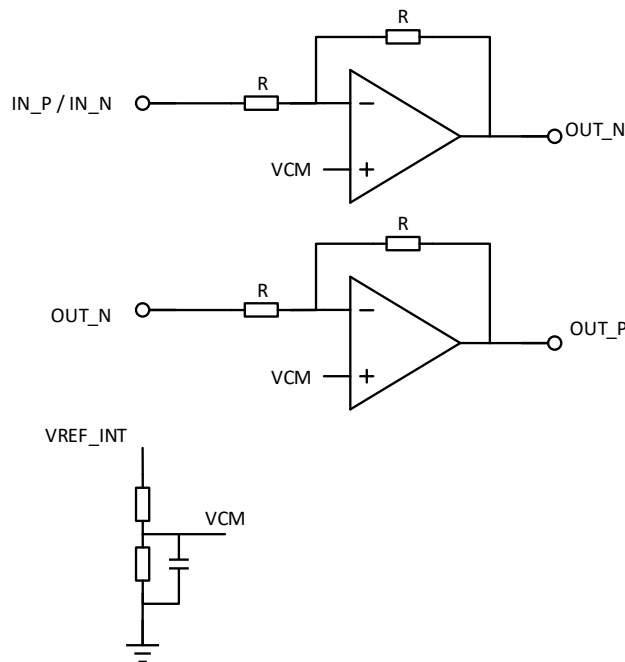 R
IN_P / IN_N
R
−
OUT_N
VCM
+
R
OUT_N
R
−
OUT_P
VCM
+
VREF_INT
VCM